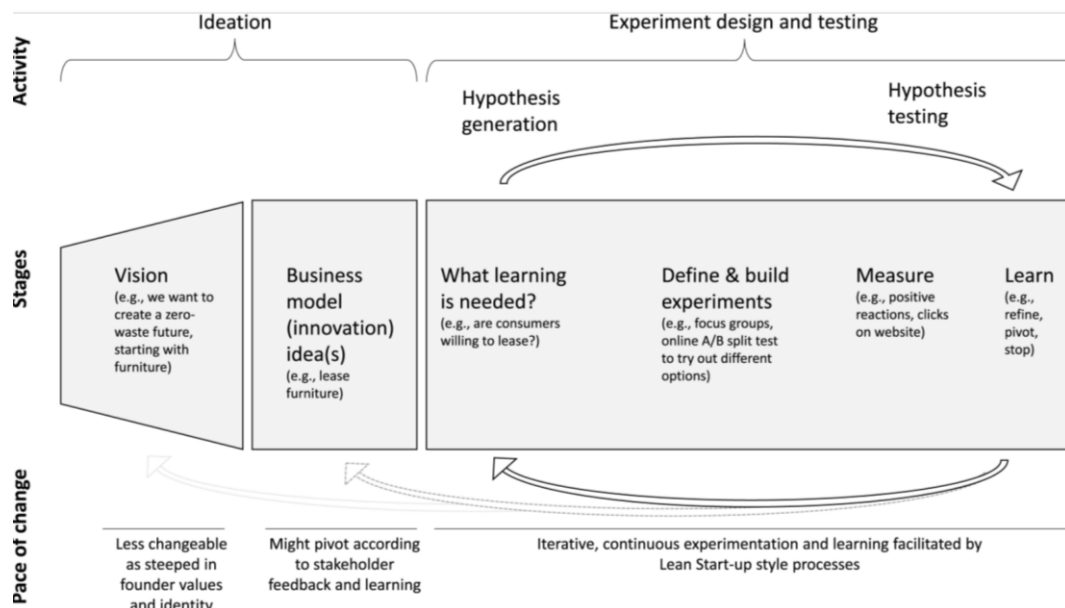 Activity
Ideation
Experiment design and testing
Hypothesis
generation
Hypothesis
testing
Stages
Vision
(e.g., we want to
create a zero-
waste future,
starting with
furniture)
Business
model
(innovation)
idea(s)
(e.g., lease
furniture)
What learning
is needed?
(e.g., are consumers
willing to lease?)
Define & build
experiments
(e.g., focus groups,
online A/B split test
to try out different
options)
Measure
(e.g., positive
reactions, clicks
on website)
Learn
(e.g.,
refine,
pivot,
stop)
Pace of change
Less changeable
as steeped in
founder values
and identity
Might pivot according
to stakeholder
feedback and learning
Iterative, continuous experimentation and learning facilitated by
Lean Start-up style processes